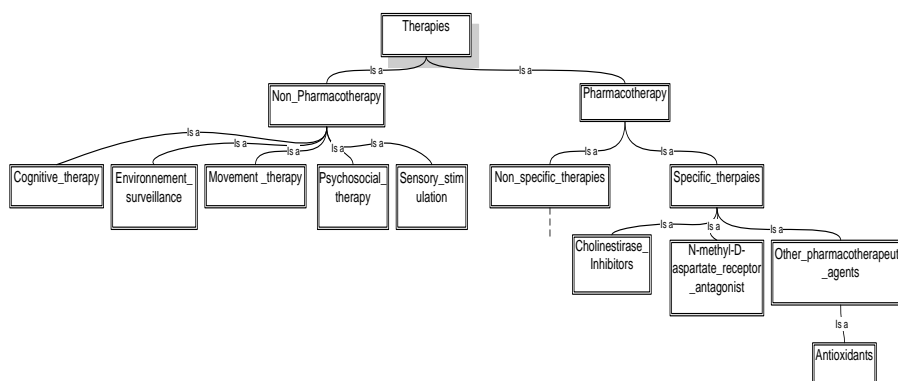 Therapies
Is a
Is a
Non_Pharmacotherapy
Pharmacotherapy
Is a
Is a
Is a
Is a
Is a
Is a
Is a
Cognitive_therapy
Environnement_
surveillance
Movement _therapy
Psychosocial_
therapy
Sensory_stim
ulation
Non_specific_therapies
Specific_therpaies
Is a
Is a
Is a
Cholinestirase_
Inhibitors
N-methyl-D-
aspartate_receptor
_antagonist
Other_pharmacotherapeut
_agents
Is a
Antioxidants